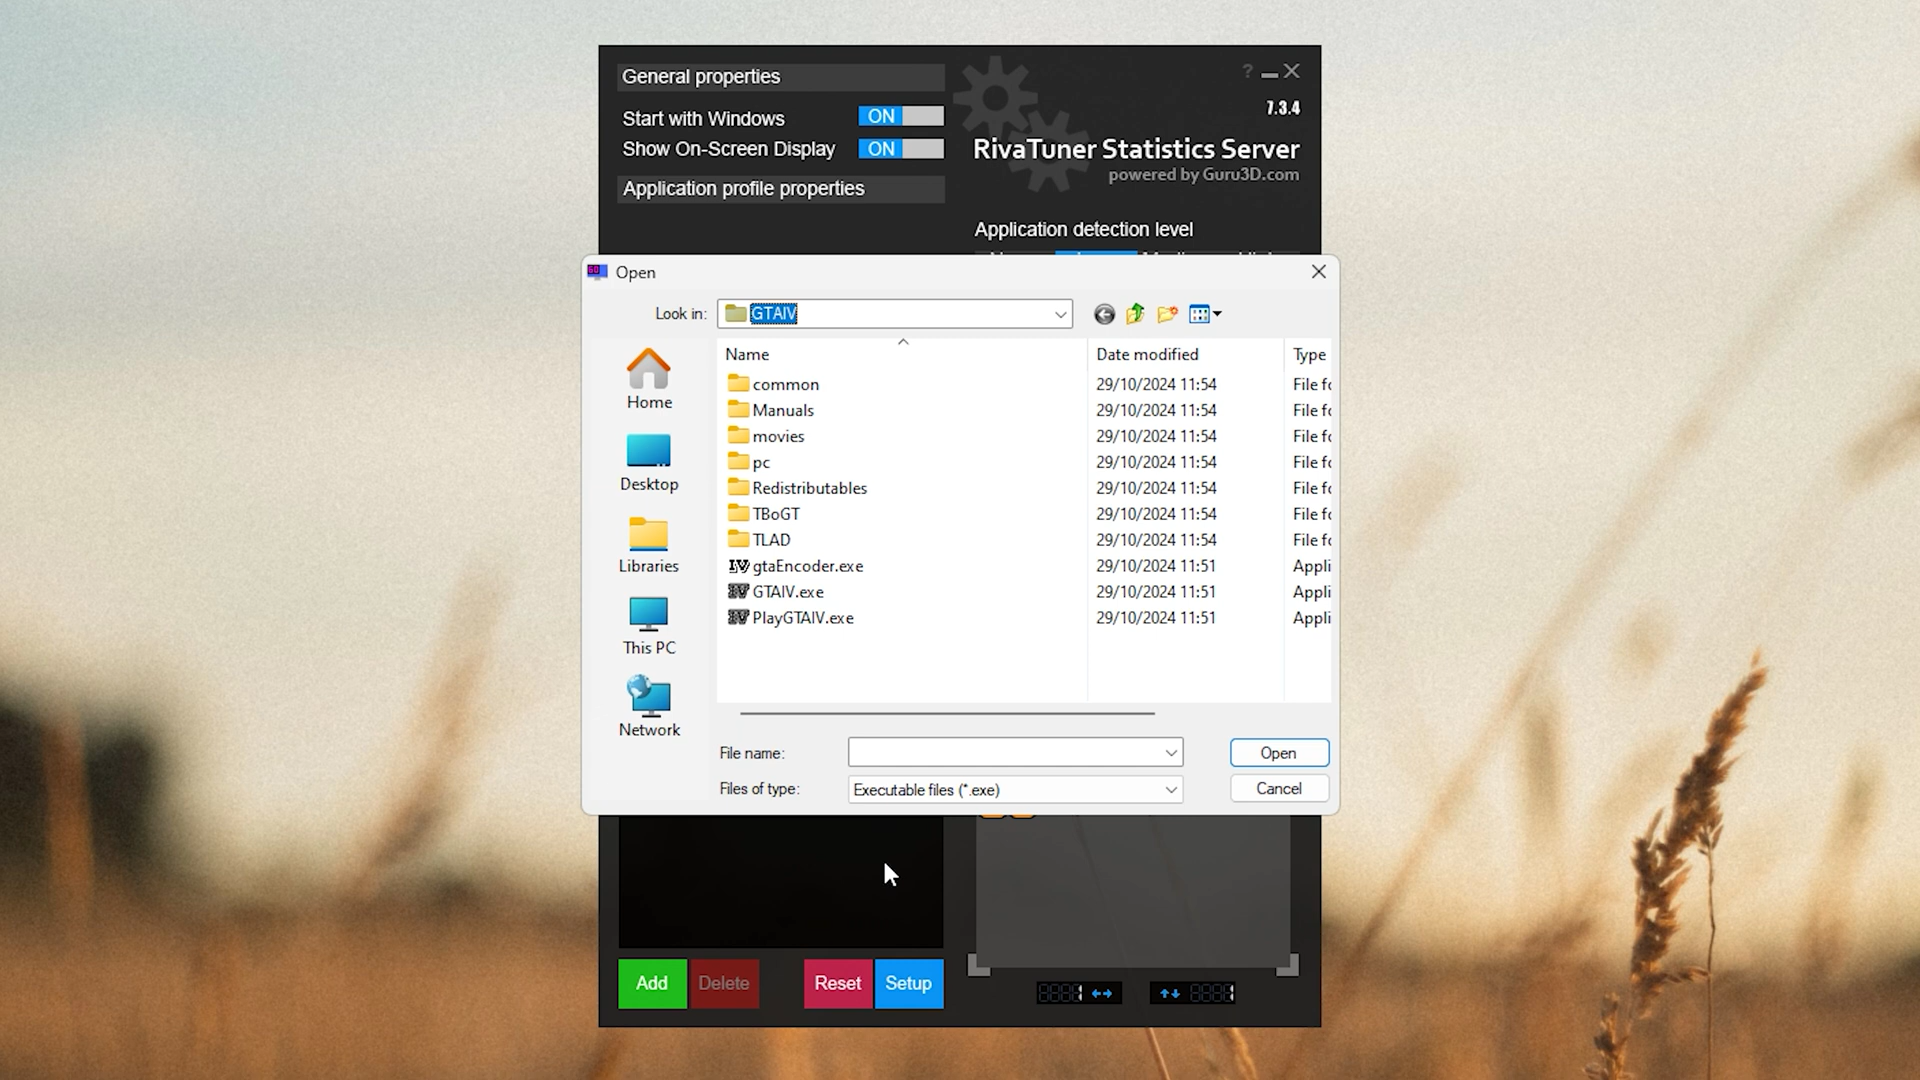 General properties
?
7.3.4
Start with Windows ON
Show On-Screen Display ON
RivaTuner Statistics Server
powered by Guru3D.com
Application profile properties
Application detection level
60 Open
Look in: GTAIV
Name Date modified Type
common 29/10/2024 11:54 File fo
Manuals 29/10/2024 11:54 File fo
movies 29/10/2024 11:54 File fo
pc 29/10/2024 11:54 File fo
Redistributables 29/10/2024 11:54 File fo
TBoGT 29/10/2024 11:54 File fo
TLAD 29/10/2024 11:54 File fo
IV gtaEncoder.exe 29/10/2024 11:51 Appli
IV GTAIV.exe 29/10/2024 11:51 Appli
IV PlayGTAIV.exe 29/10/2024 11:51 Appli
Home
Desktop
Libraries
This PC
Network
File name: Open
Files of type: Executable files (*.exe) Cancel
Add Delete Reset Setup